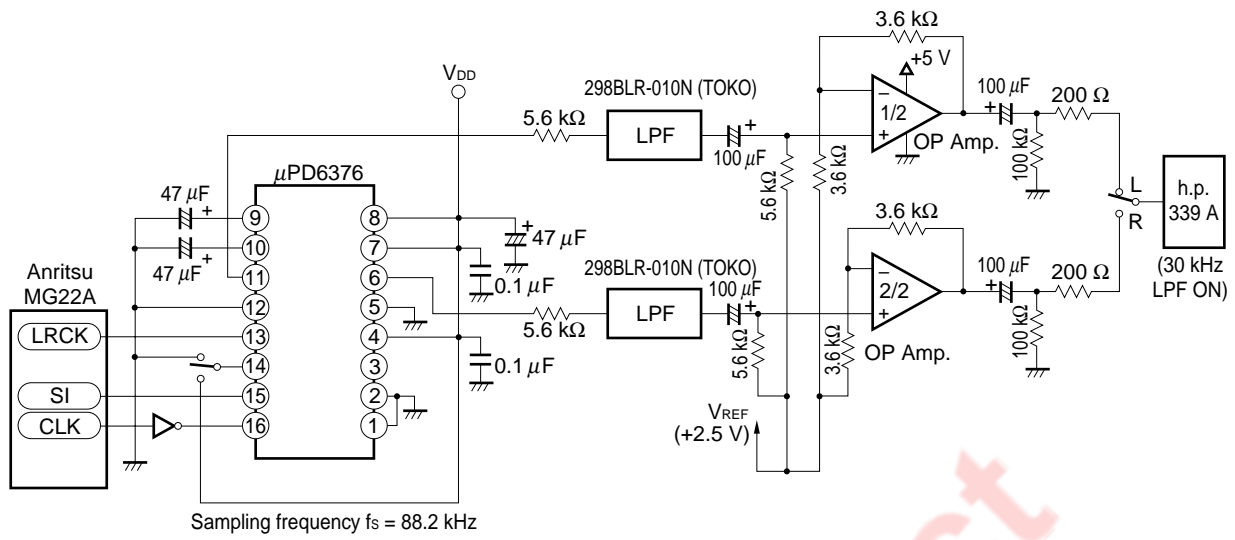 3.6 kΩ
+5 V
VDD
298BLR-010N (TOKO)
100 μF
200 Ω
5.6 kΩ
LPF
100 μF
−
1/2
+
OP Amp.
100 kΩ
5.6 kΩ
3.6 kΩ
μPD6376
47 μF
47 μF
9
10
11
12
13
14
15
16
8
7
6
5
4
3
2
1
47 μF
0.1 μF
0.1 μF
Anritsu
MG22A
LRCK
SI
CLK
298BLR-010N (TOKO)
100 μF
5.6 kΩ
LPF
5.6 kΩ
3.6 kΩ
3.6 kΩ
−
2/2
+
OP Amp.
100 μF
200 Ω
100 kΩ
L
R
h.p.
339 A
(30 kHz
LPF ON)
VREF
(+2.5 V)
Sampling frequency fs = 88.2 kHz